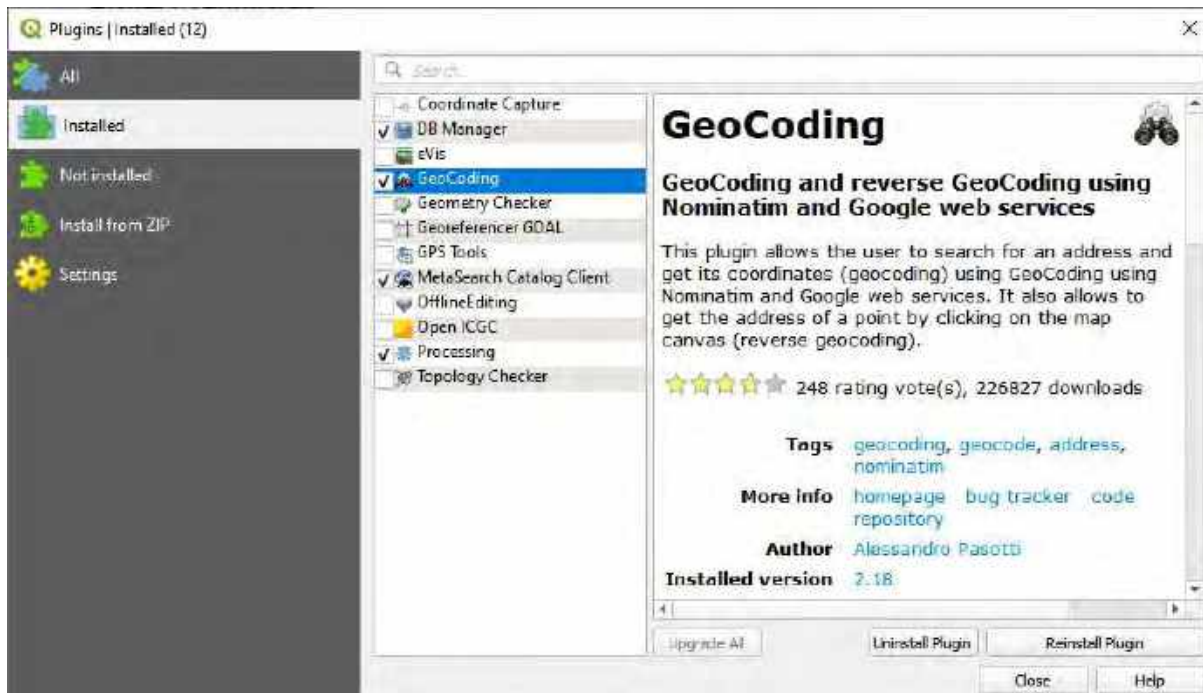 Plugins | Installed (12)
All
Installed
Not installed
Install from ZIP
Settings
Search...
Coordinate Capture
DB Manager
eVis
GeoCoding
Geometry Checker
Georeferencer GDAL
GPS Tools
MetaSearch Catalog Client
OfflineEditing
Open ICGC
Processing
Topology Checker
GeoCoding
GeoCoding and reverse GeoCoding using
Nominatim and Google web services
This plugin allows the user to search for an address and
get its coordinates (geocoding) using GeoCoding using
Nominatim and Google web services. It also allows to
get the address of a point by clicking on the map
canvas (reverse geocoding).
248 rating vote(s), 226827 downloads
Tags geocoding, geocode, address,
nominatim
More info homepage bug tracker code
repository
Author Alessandro Pasotti
Installed version 2.18
Upgrade All Uninstall Plugin Reinstall Plugin
Close Help